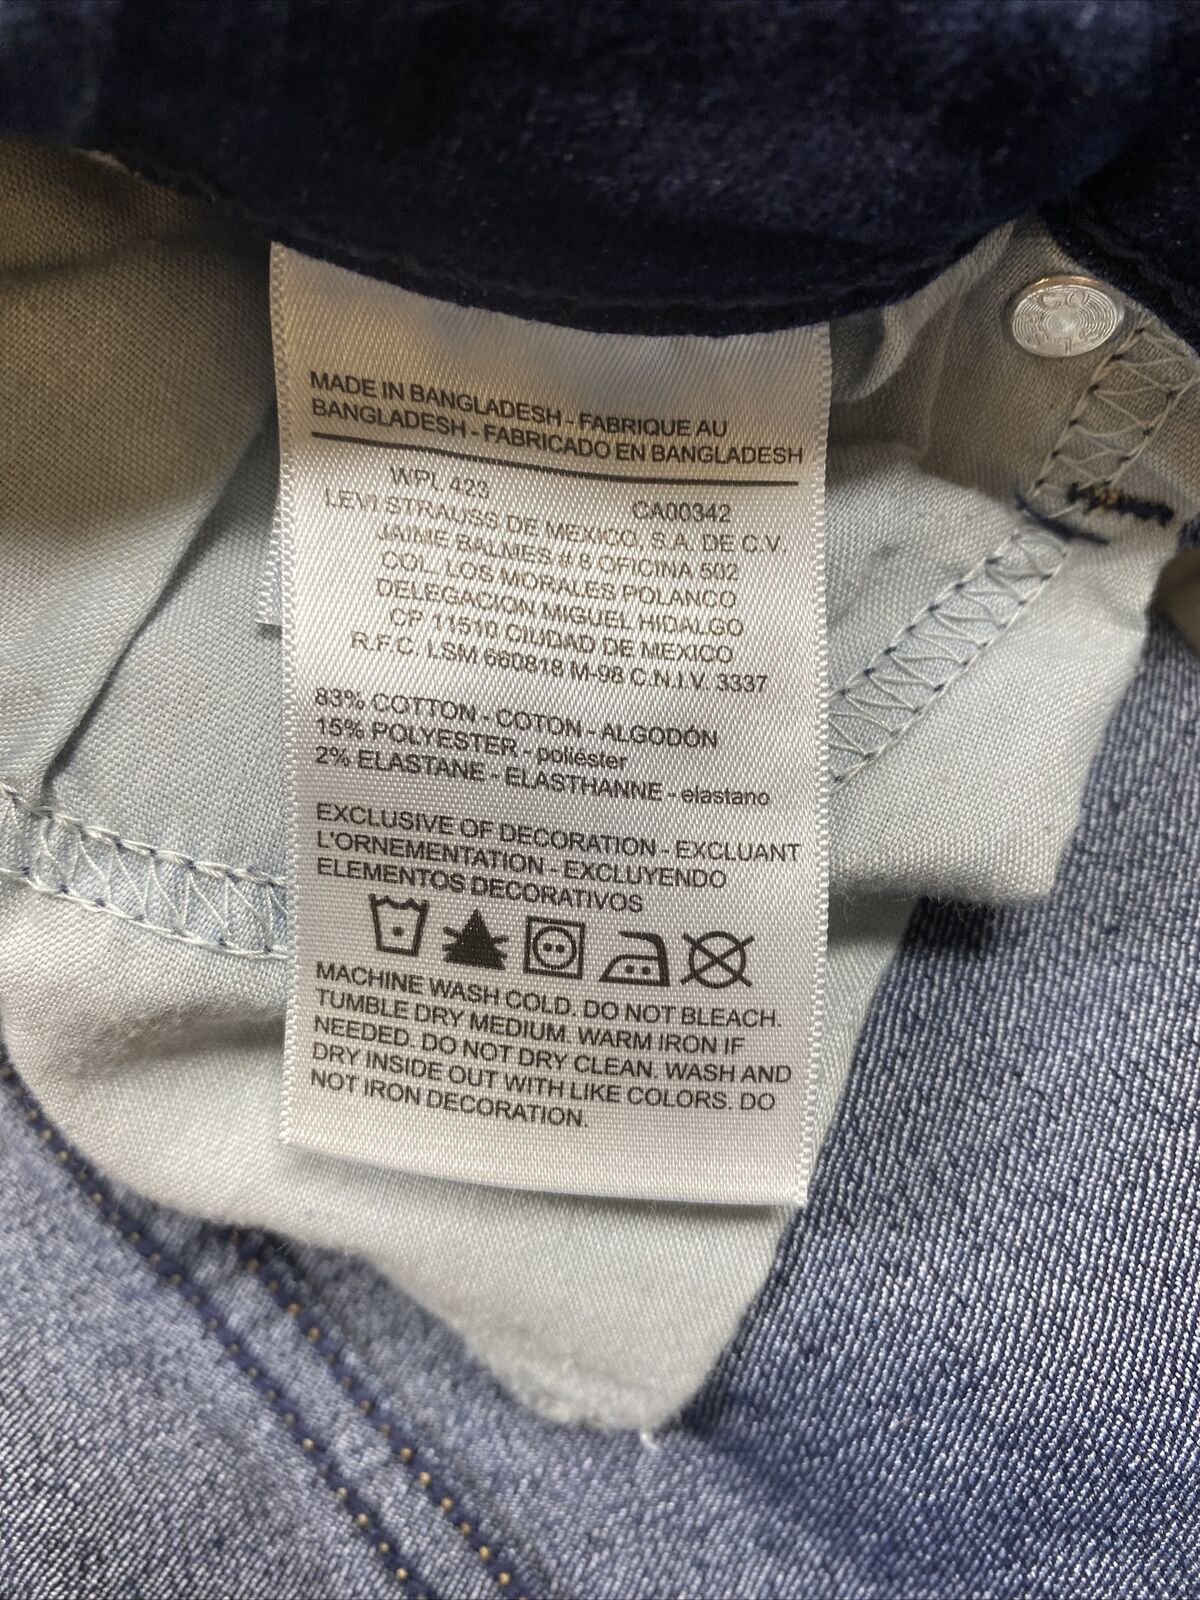 MADE IN BANGLADESH - FABRIQUE AU
BANGLADESH - FABRICADO EN BANGLADESH
WPL 423 CA00342
LEVI STRAUSS DE MEXICO, S.A. DE C.V.
JAIME BALMES # 8 OFICINA 502
COL. LOS MORALES POLANCO
DELEGACION MIGUEL HIDALGO
CP 11510 CIUDAD DE MEXICO
R.F.C. LSM 660818 M-98 C.N.I.V. 3337
83% COTTON - COTON - ALGODÓN
15% POLYESTER - poliéster
2% ELASTANE - ELASTHANNE - elastano
EXCLUSIVE OF DECORATION - EXCLUANT
L'ORNEMENTATION - EXCLUYENDO
ELEMENTOS DECORATIVOS
MACHINE WASH COLD. DO NOT BLEACH.
TUMBLE DRY MEDIUM. WARM IRON IF
NEEDED. DO NOT DRY CLEAN. WASH AND
DRY INSIDE OUT WITH LIKE COLORS. DO
NOT IRON DECORATION.